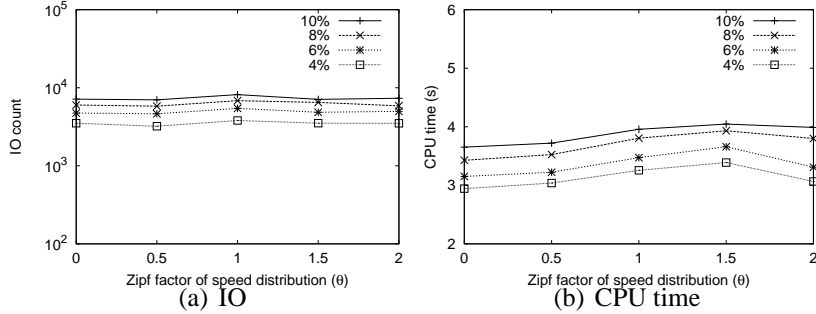 10^5
10^4
10^3
10^2
IO count
10%
8%
6%
4%
0 0.5 1 1.5 2
Zipf factor of speed distribution (θ)
(a) IO
6
5
4
3
2
CPU time (s)
10%
8%
6%
4%
0 0.5 1 1.5 2
Zipf factor of speed distribution (θ)
(b) CPU time